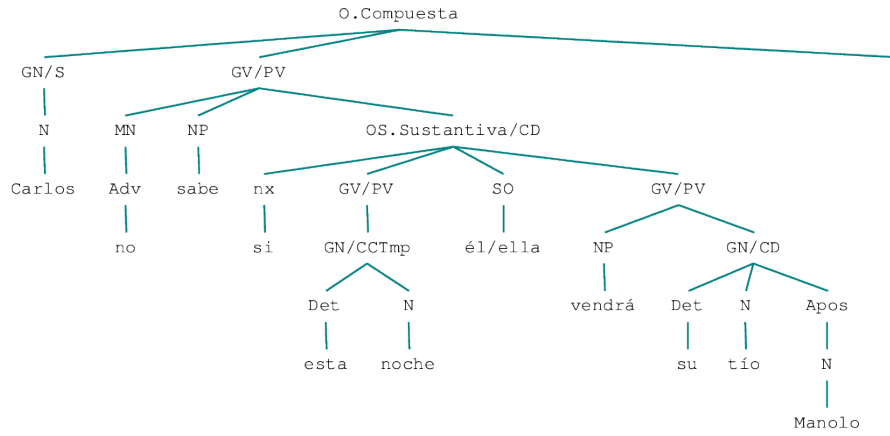 O.Compuesta
GN/S GV/PV
N MN NP OS.Sustantiva/CD
Carlos Adv sabe nx GV/PV SO GV/PV
no si GN/CCTmp él/ella NP GN/CD
Det N vendrá Det N Apos
esta noche su tío N
Manolo